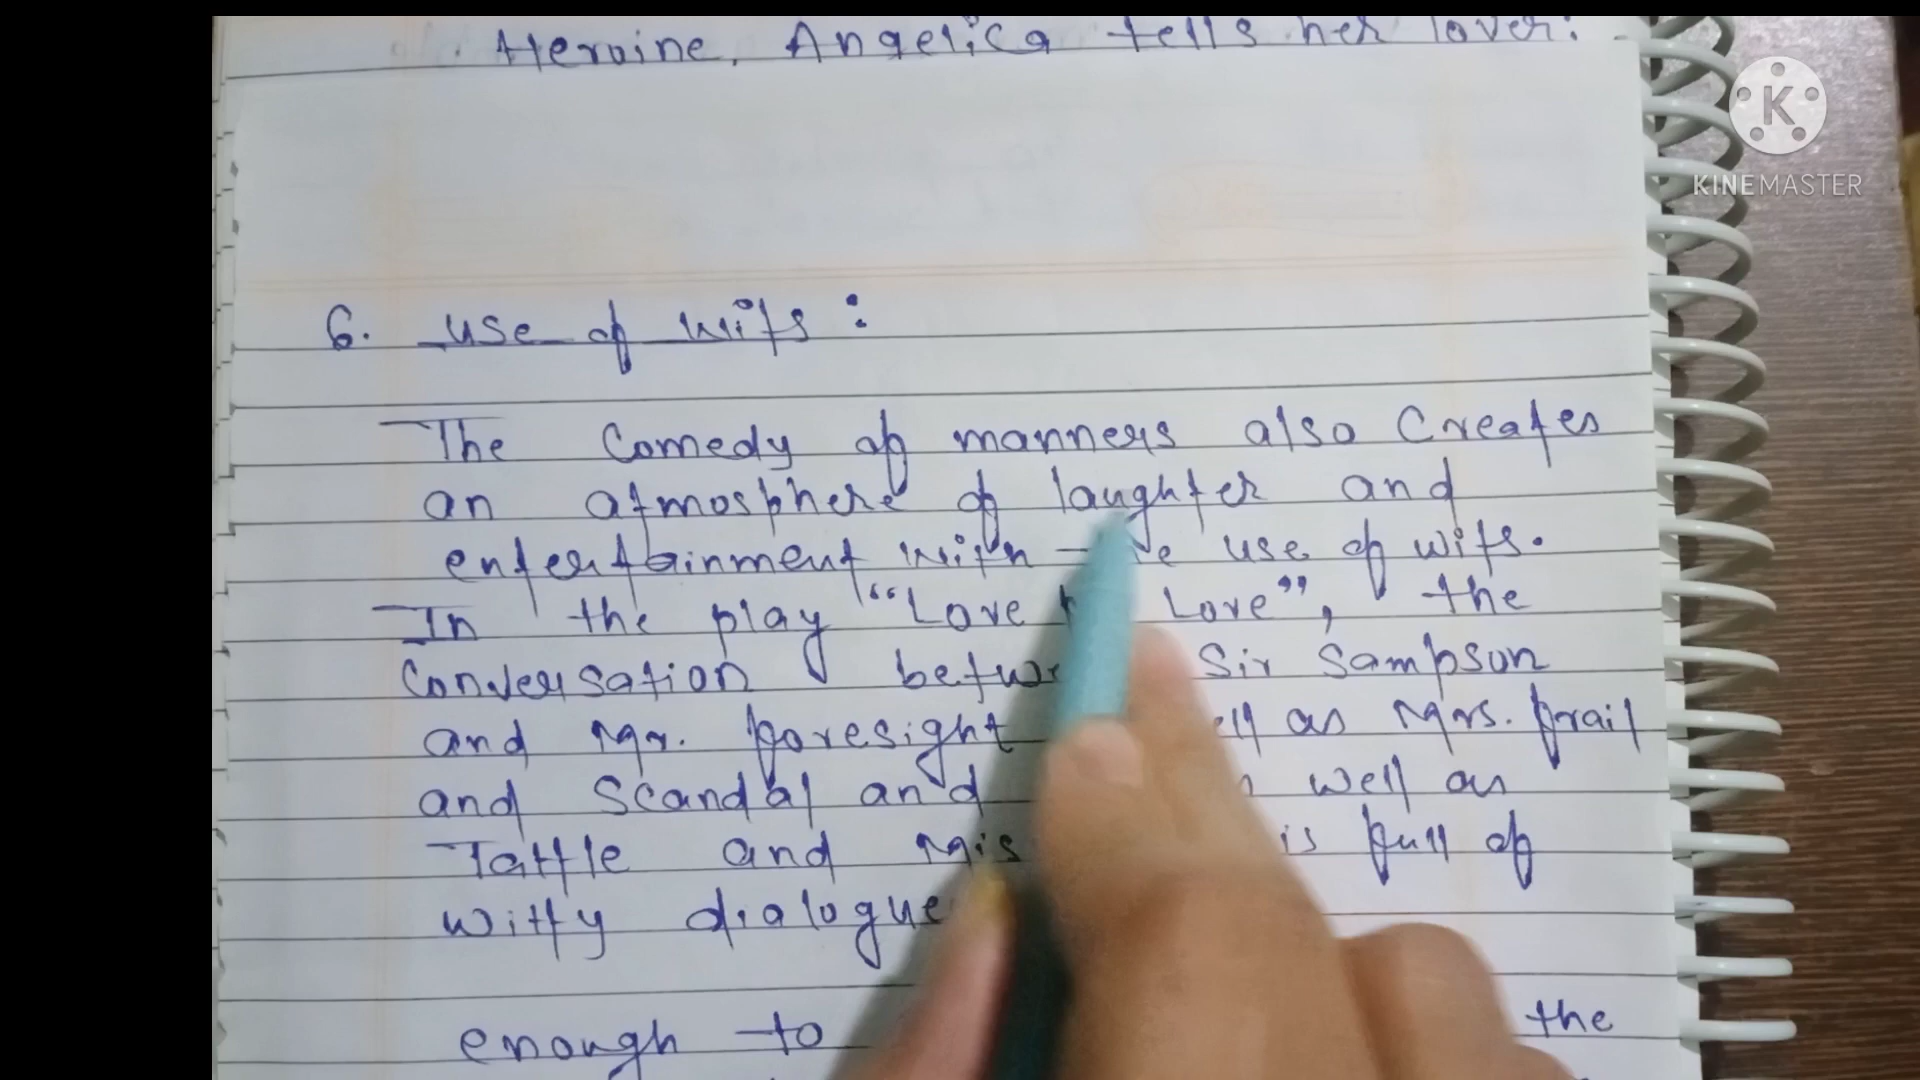 Heroine, Angelica tells her lover:
KINEMASTER
6. use of wits:
The Comedy of manners also Creates
an atmosphere of laughter and
entertainment with use of wits.
In the play "Love Love", the
Conversation Sir Sampson
and Mr. foresight as Mrs. frail
and Scandal and well as
Tattle and Mis is full of
witty dialogue
enough to the